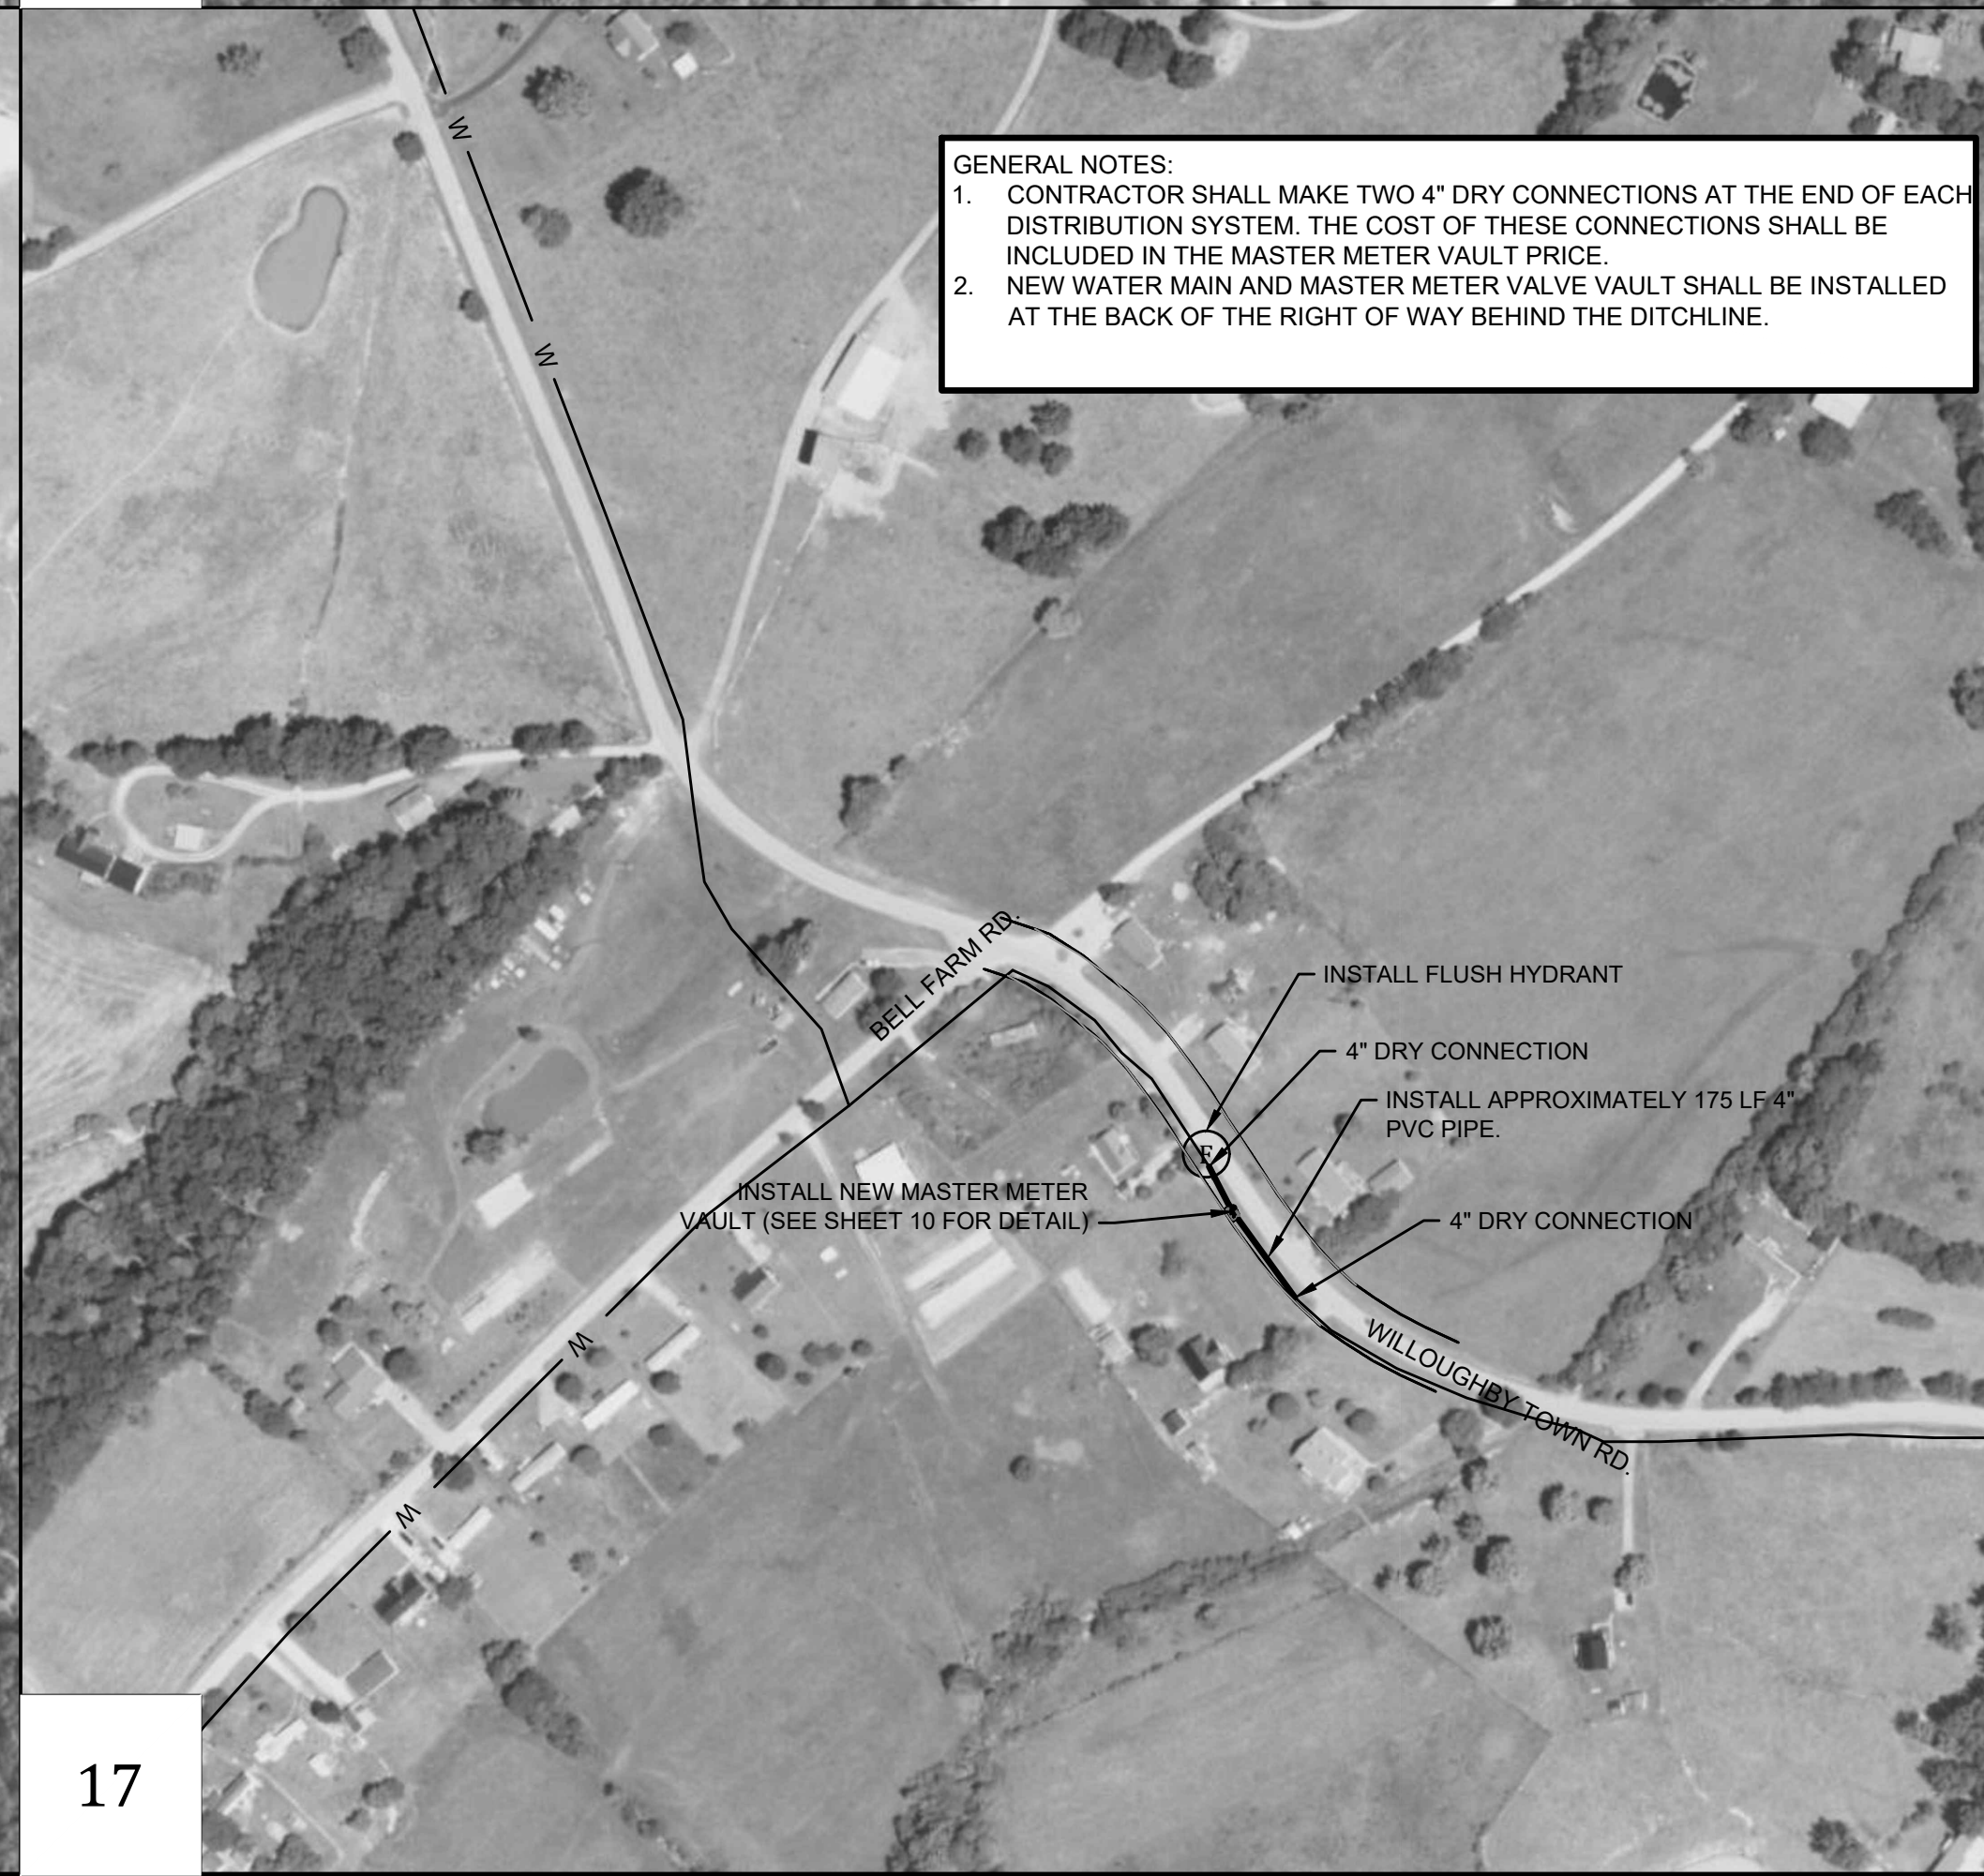 GENERAL NOTES:
1. CONTRACTOR SHALL MAKE TWO 4" DRY CONNECTIONS AT THE END OF EACH
DISTRIBUTION SYSTEM. THE COST OF THESE CONNECTIONS SHALL BE
INCLUDED IN THE MASTER METER VAULT PRICE.
2. NEW WATER MAIN AND MASTER METER VALVE VAULT SHALL BE INSTALLED
AT THE BACK OF THE RIGHT OF WAY BEHIND THE DITCHLINE.
W
W
BELL FARM RD.
INSTALL FLUSH HYDRANT
4" DRY CONNECTION
INSTALL APPROXIMATELY 175 LF 4"
PVC PIPE.
F
INSTALL NEW MASTER METER
VAULT (SEE SHEET 10 FOR DETAIL)
4" DRY CONNECTION
WILLOUGHBY TOWN RD.
W
W
17